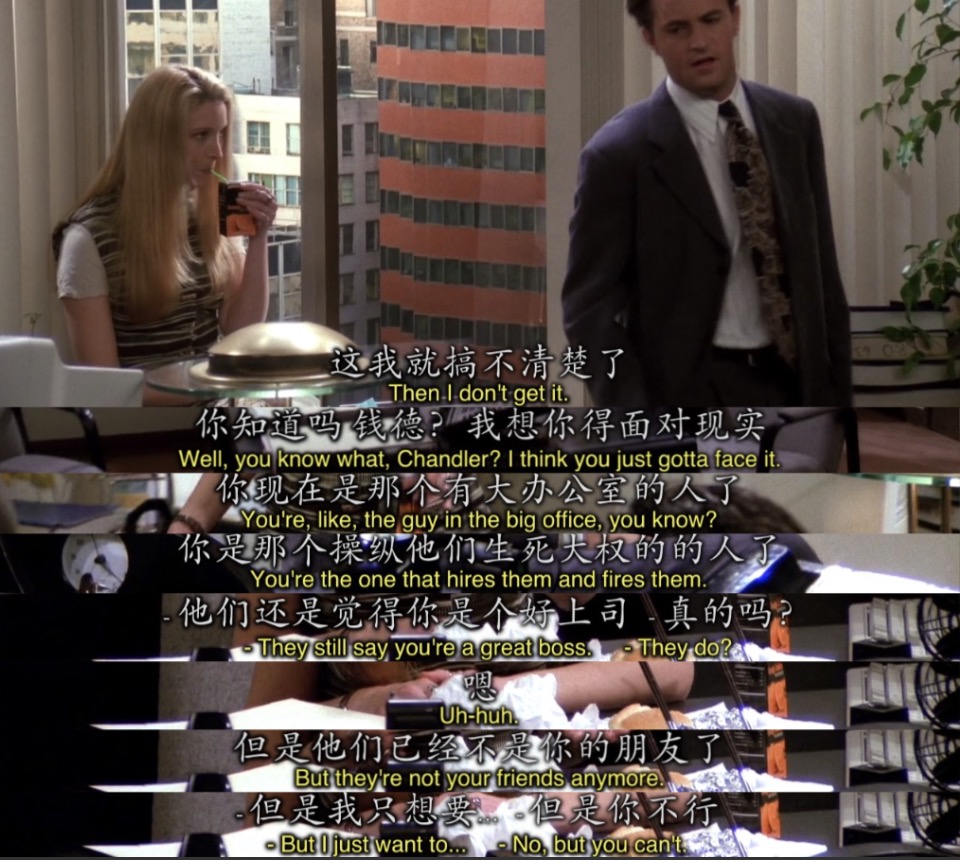 这我就搞不清楚了
Then I don't get it.
你知道吗 钱德? 我想你得面对现实
Well, you know what, Chandler? I think you just gotta face it.
你现在是那个有大办公室的人了
You're, like, the guy in the big office, you know?
你是那个操纵他们生死大权的的人了
You're the one that hires them and fires them.
-他们还是觉得你是个好上司 -真的吗?
- They still say you're a great boss. - They do?
嗯
Uh-huh.
但是他们已经不是你的朋友了
But they're not your friends anymore.
-但是我只想要... -但是你不行
- But I just want to... - No, but you can't.